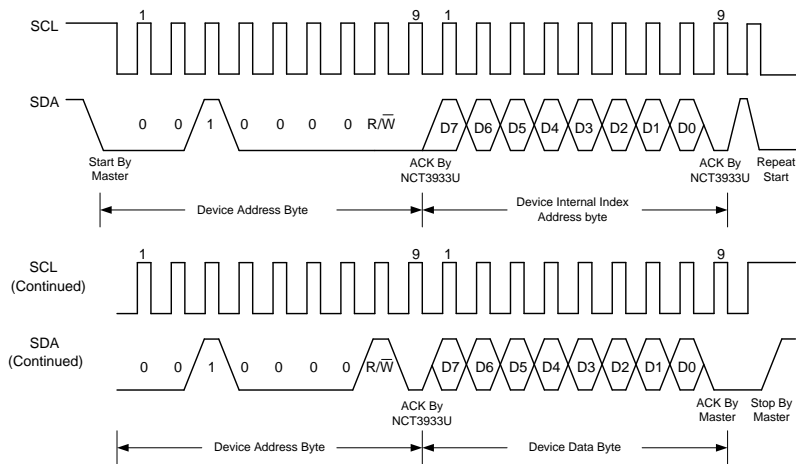 1 9 1 9
SCL
SDA
0 0 1 0 0 0 0 R/W̅ D7 D6 D5 D4 D3 D2 D1 D0
Start By
Master
ACK By
NCT3933U
ACK By
NCT3933U
Repeat
Start
Device Address Byte
Device Internal Index
Address byte
1 9 1 9
SCL
(Continued)
SDA
(Continued)
0 0 1 0 0 0 0 R/W̅ D7 D6 D5 D4 D3 D2 D1 D0
ACK By
NCT3933U
ACK By
Master
Stop By
Master
Device Address Byte
Device Data Byte